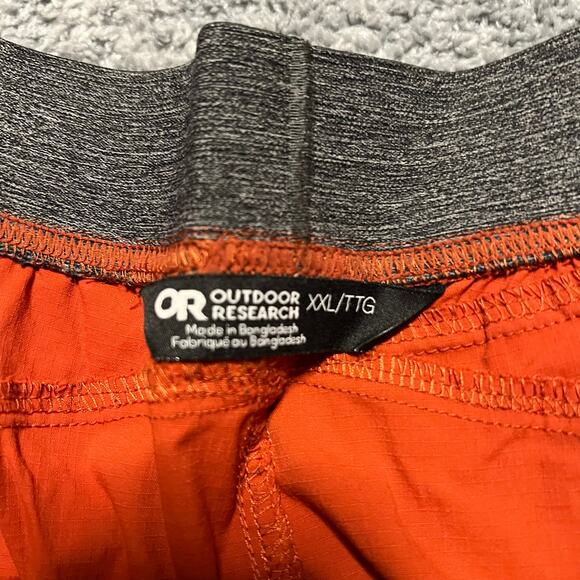 OR OUTDOOR RESEARCH XXL/TTG
Made in Bangladesh
Fabriqué au Bangladesh